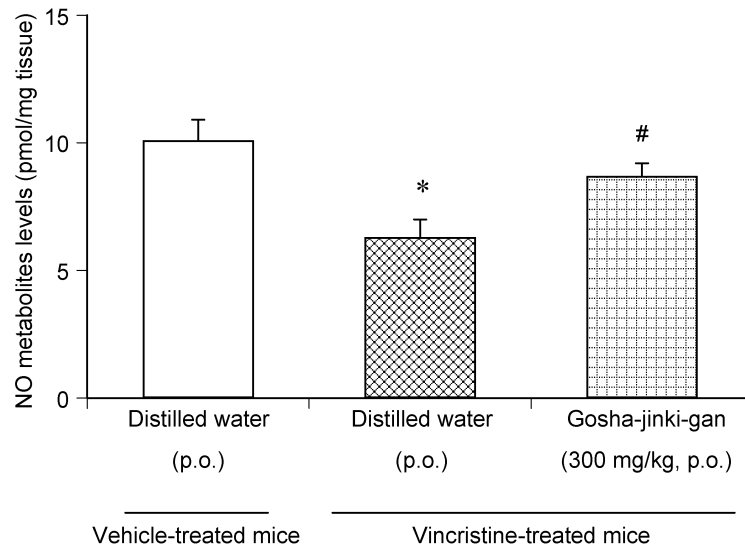 NO metabolites levels (pmol/mg tissue)
15
10
5
0
*
#
Distilled water
(p.o.)
Distilled water
(p.o.)
Gosha-jinki-gan
(300 mg/kg, p.o.)
Vehicle-treated mice
Vincristine-treated mice